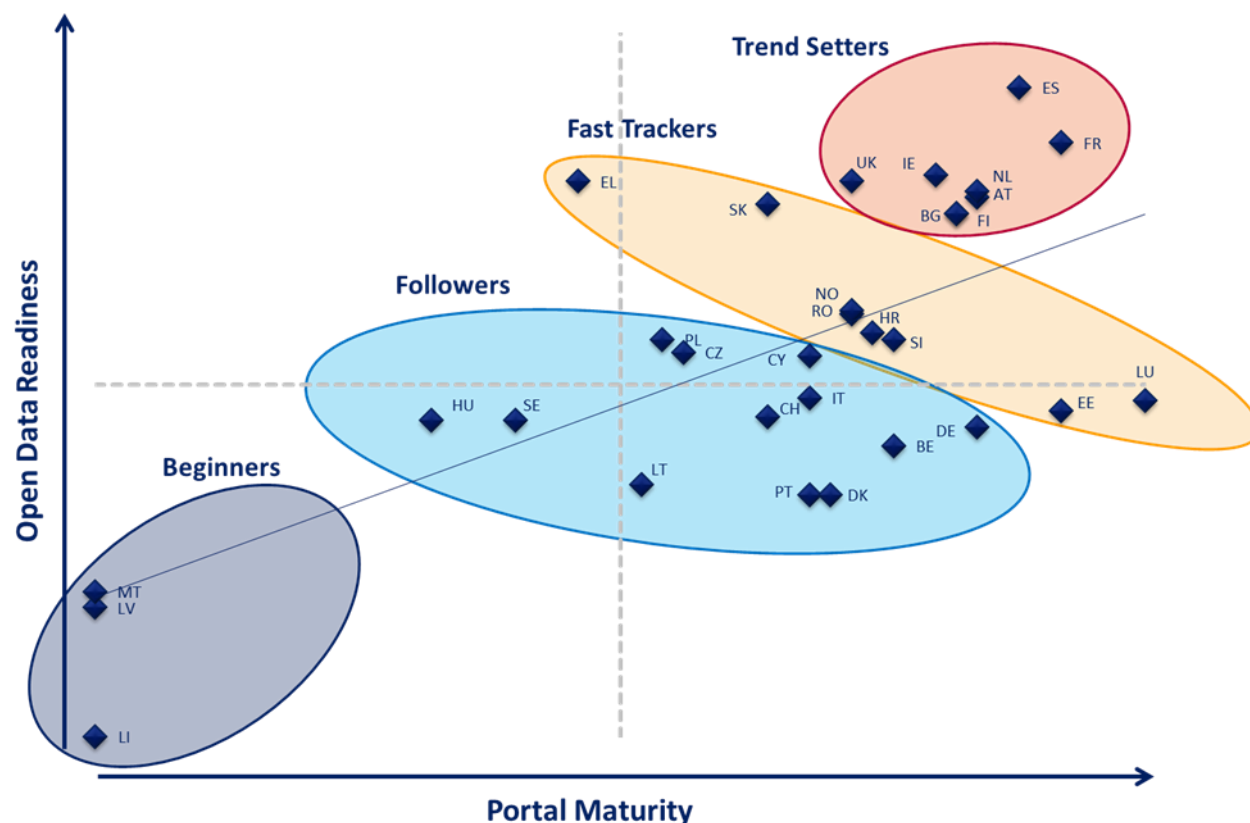 Trend Setters
ES
Fast Trackers
FR
UK
IE
EL
NL
AT
SK
BG
FI
Followers
NO
RO
HR
PL
CZ
CY
SI
LU
HU
SE
CH
IT
EE
DE
BE
Beginners
LT
PT
DK
MT
LV
LI
Open Data Readiness
Portal Maturity